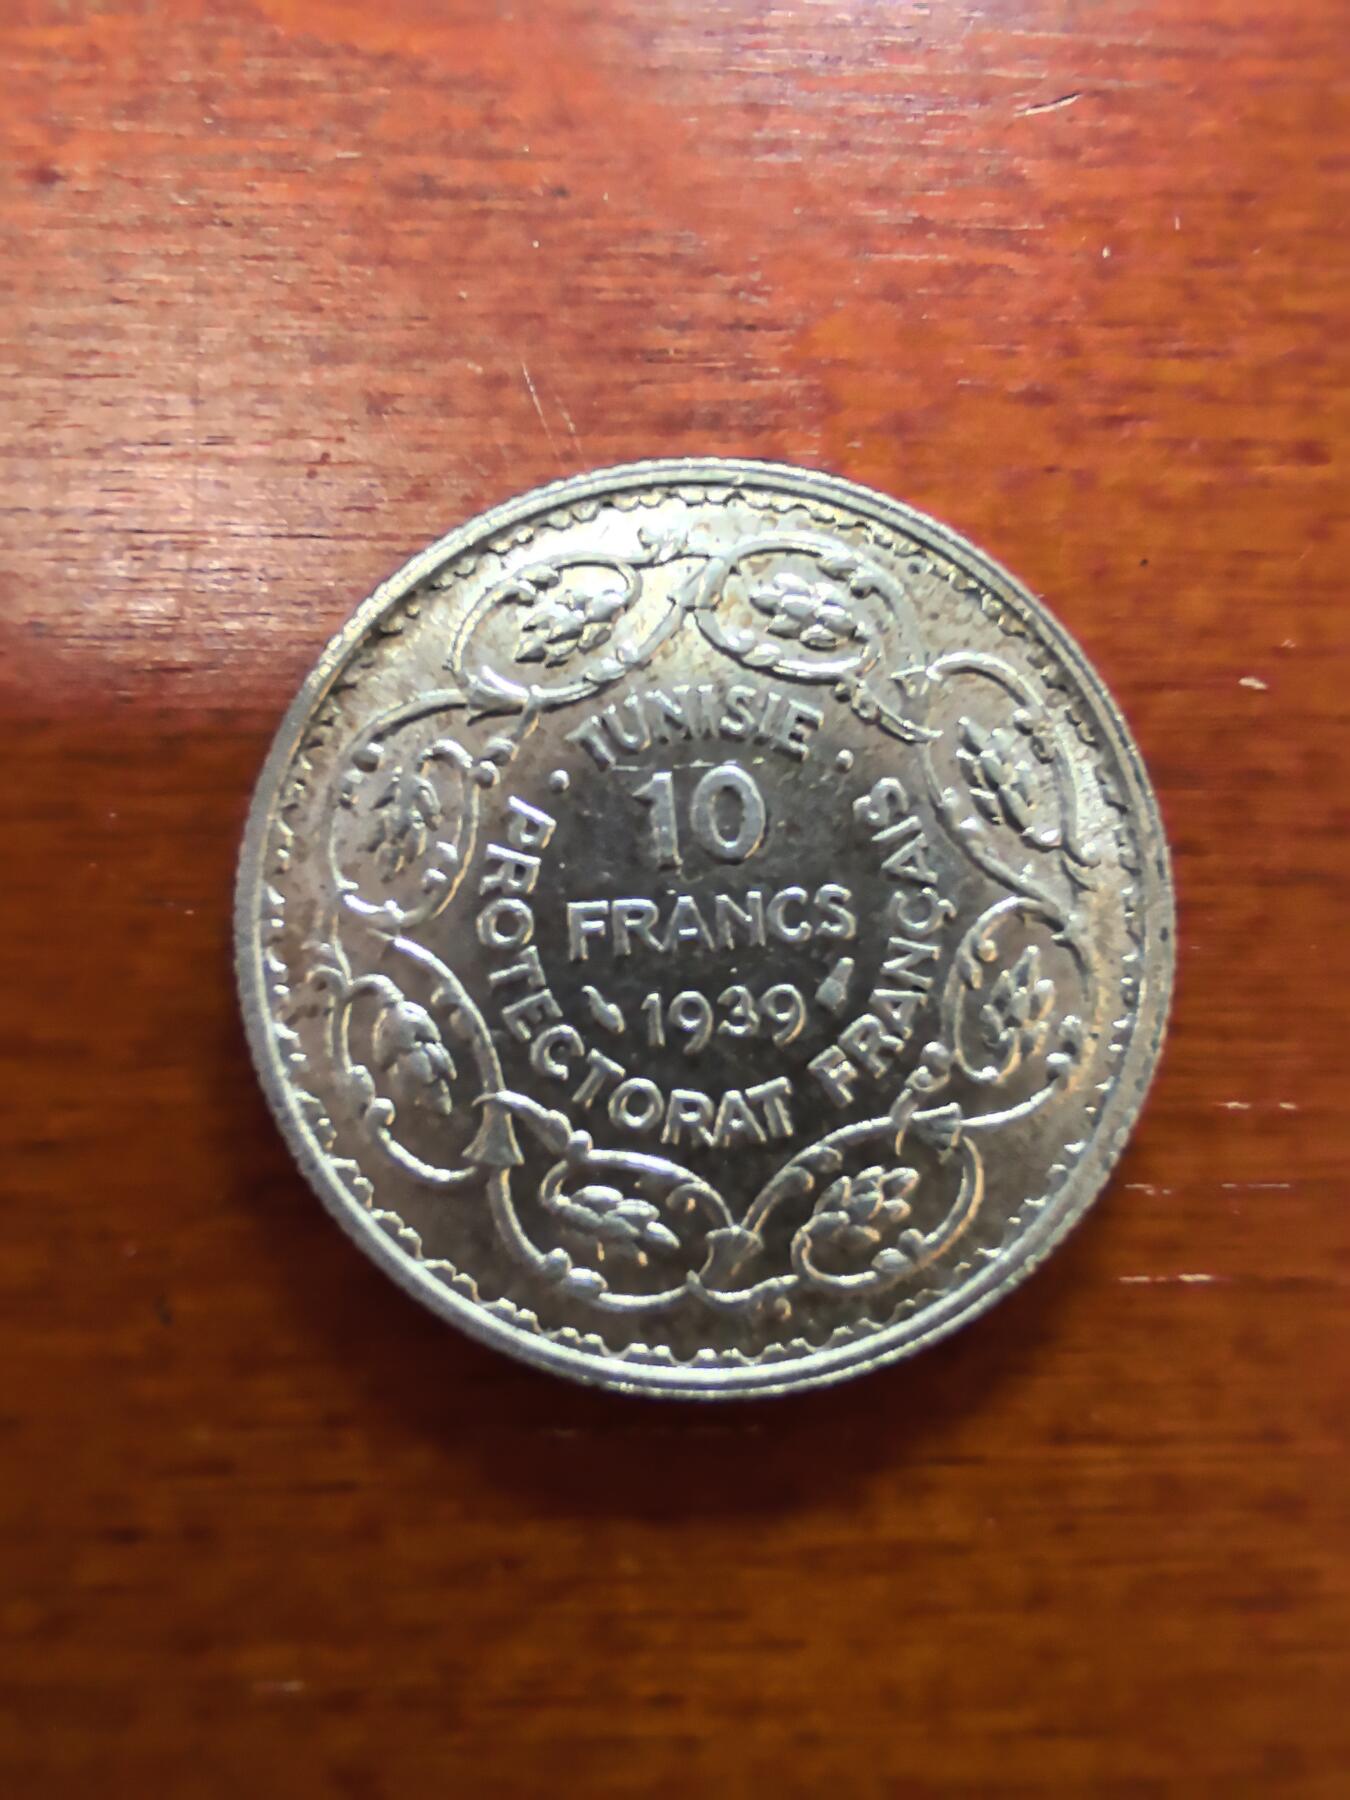 TUNISIE
10
FRANCS
1939
PROTECTORAT FRANÇAIS